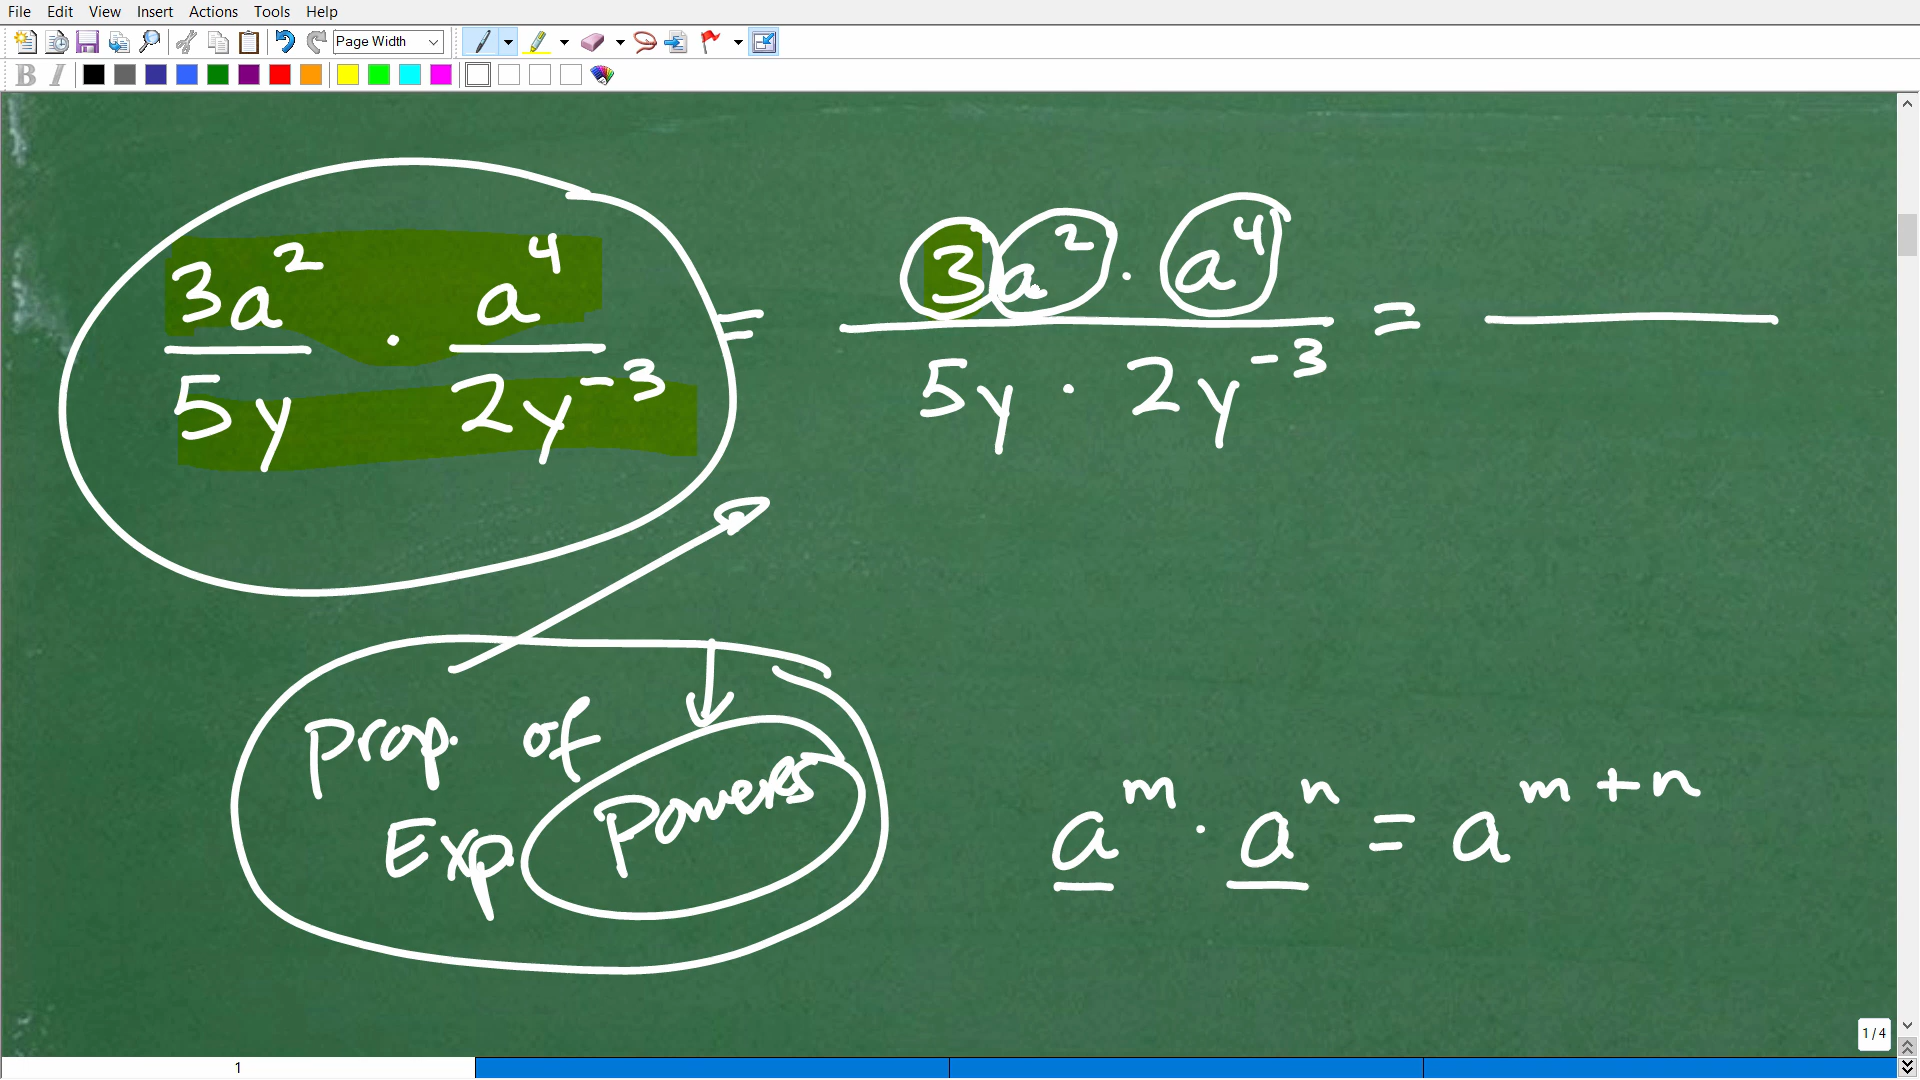 File Edit View Insert Actions Tools Help
Page Width
B I
3a² / 5y · a⁴ / 2y⁻³ = 3a² · a⁴ / 5y · 2y⁻³ =
Prop. of
Exp Powers
aᵐ · aⁿ = aᵐ⁺ⁿ
1 / 4
1